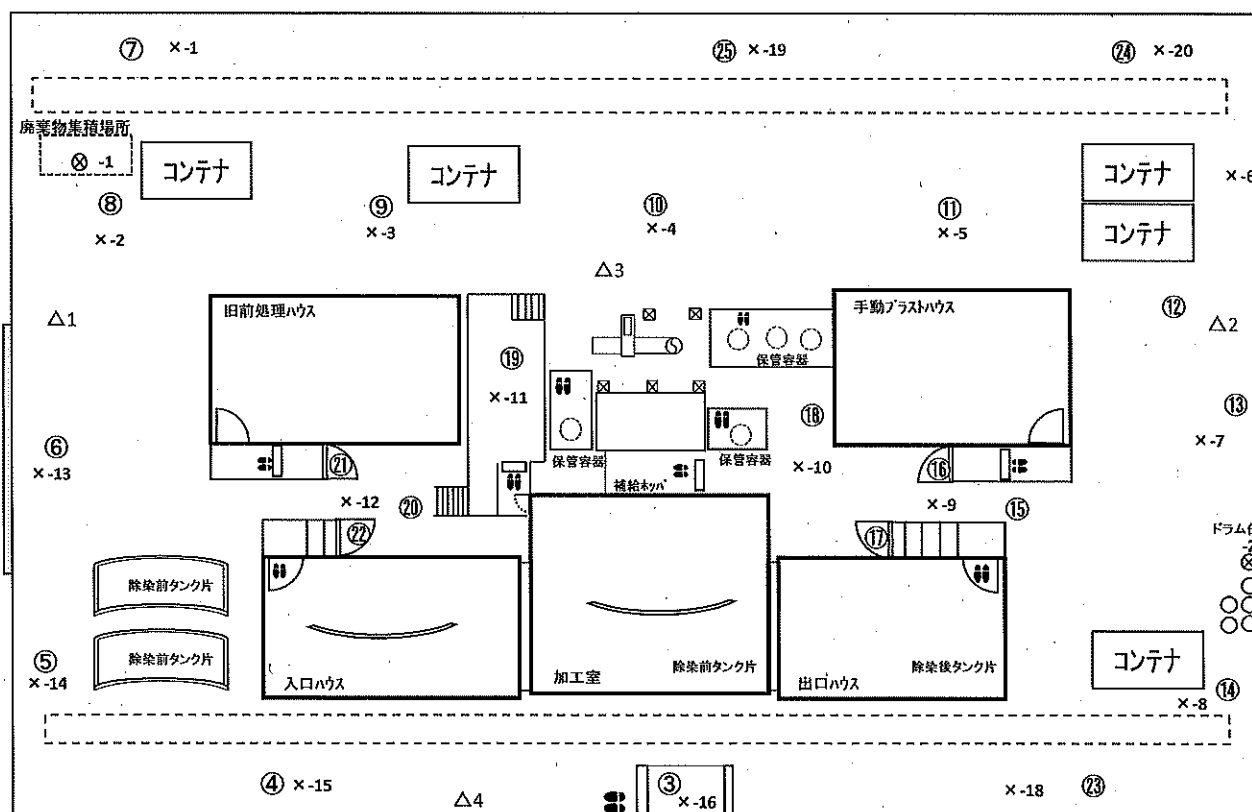 ⑦ ×-1
㉕ ×-19
㉔ ×-20
廃棄物集積場所
⊗ -1
コンテナ
コンテナ
コンテナ
×-6
⑧
⑨
⑩
⑪
コンテナ
×-2
×-3
×-4
×-5
△3
旧前処理ハウス
手動ブラストハウス
⑫
△1
△2
⑲
保管容器
×-11
⑱
⑬
⑥
×-7
×-13
㉑
保管容器
保管容器
×-10
⑯
補給ホッパ
×-12
⑳
×-9
⑮
㉒
⑰
ドラム缶
除染前タンク片
除染前タンク片
⑤
×-14
入口ハウス
加工室
除染前タンク片
出口ハウス
除染後タンク片
コンテナ
⑭
×-8
④ ×-15
△4
③
×-16
×-18 ㉓